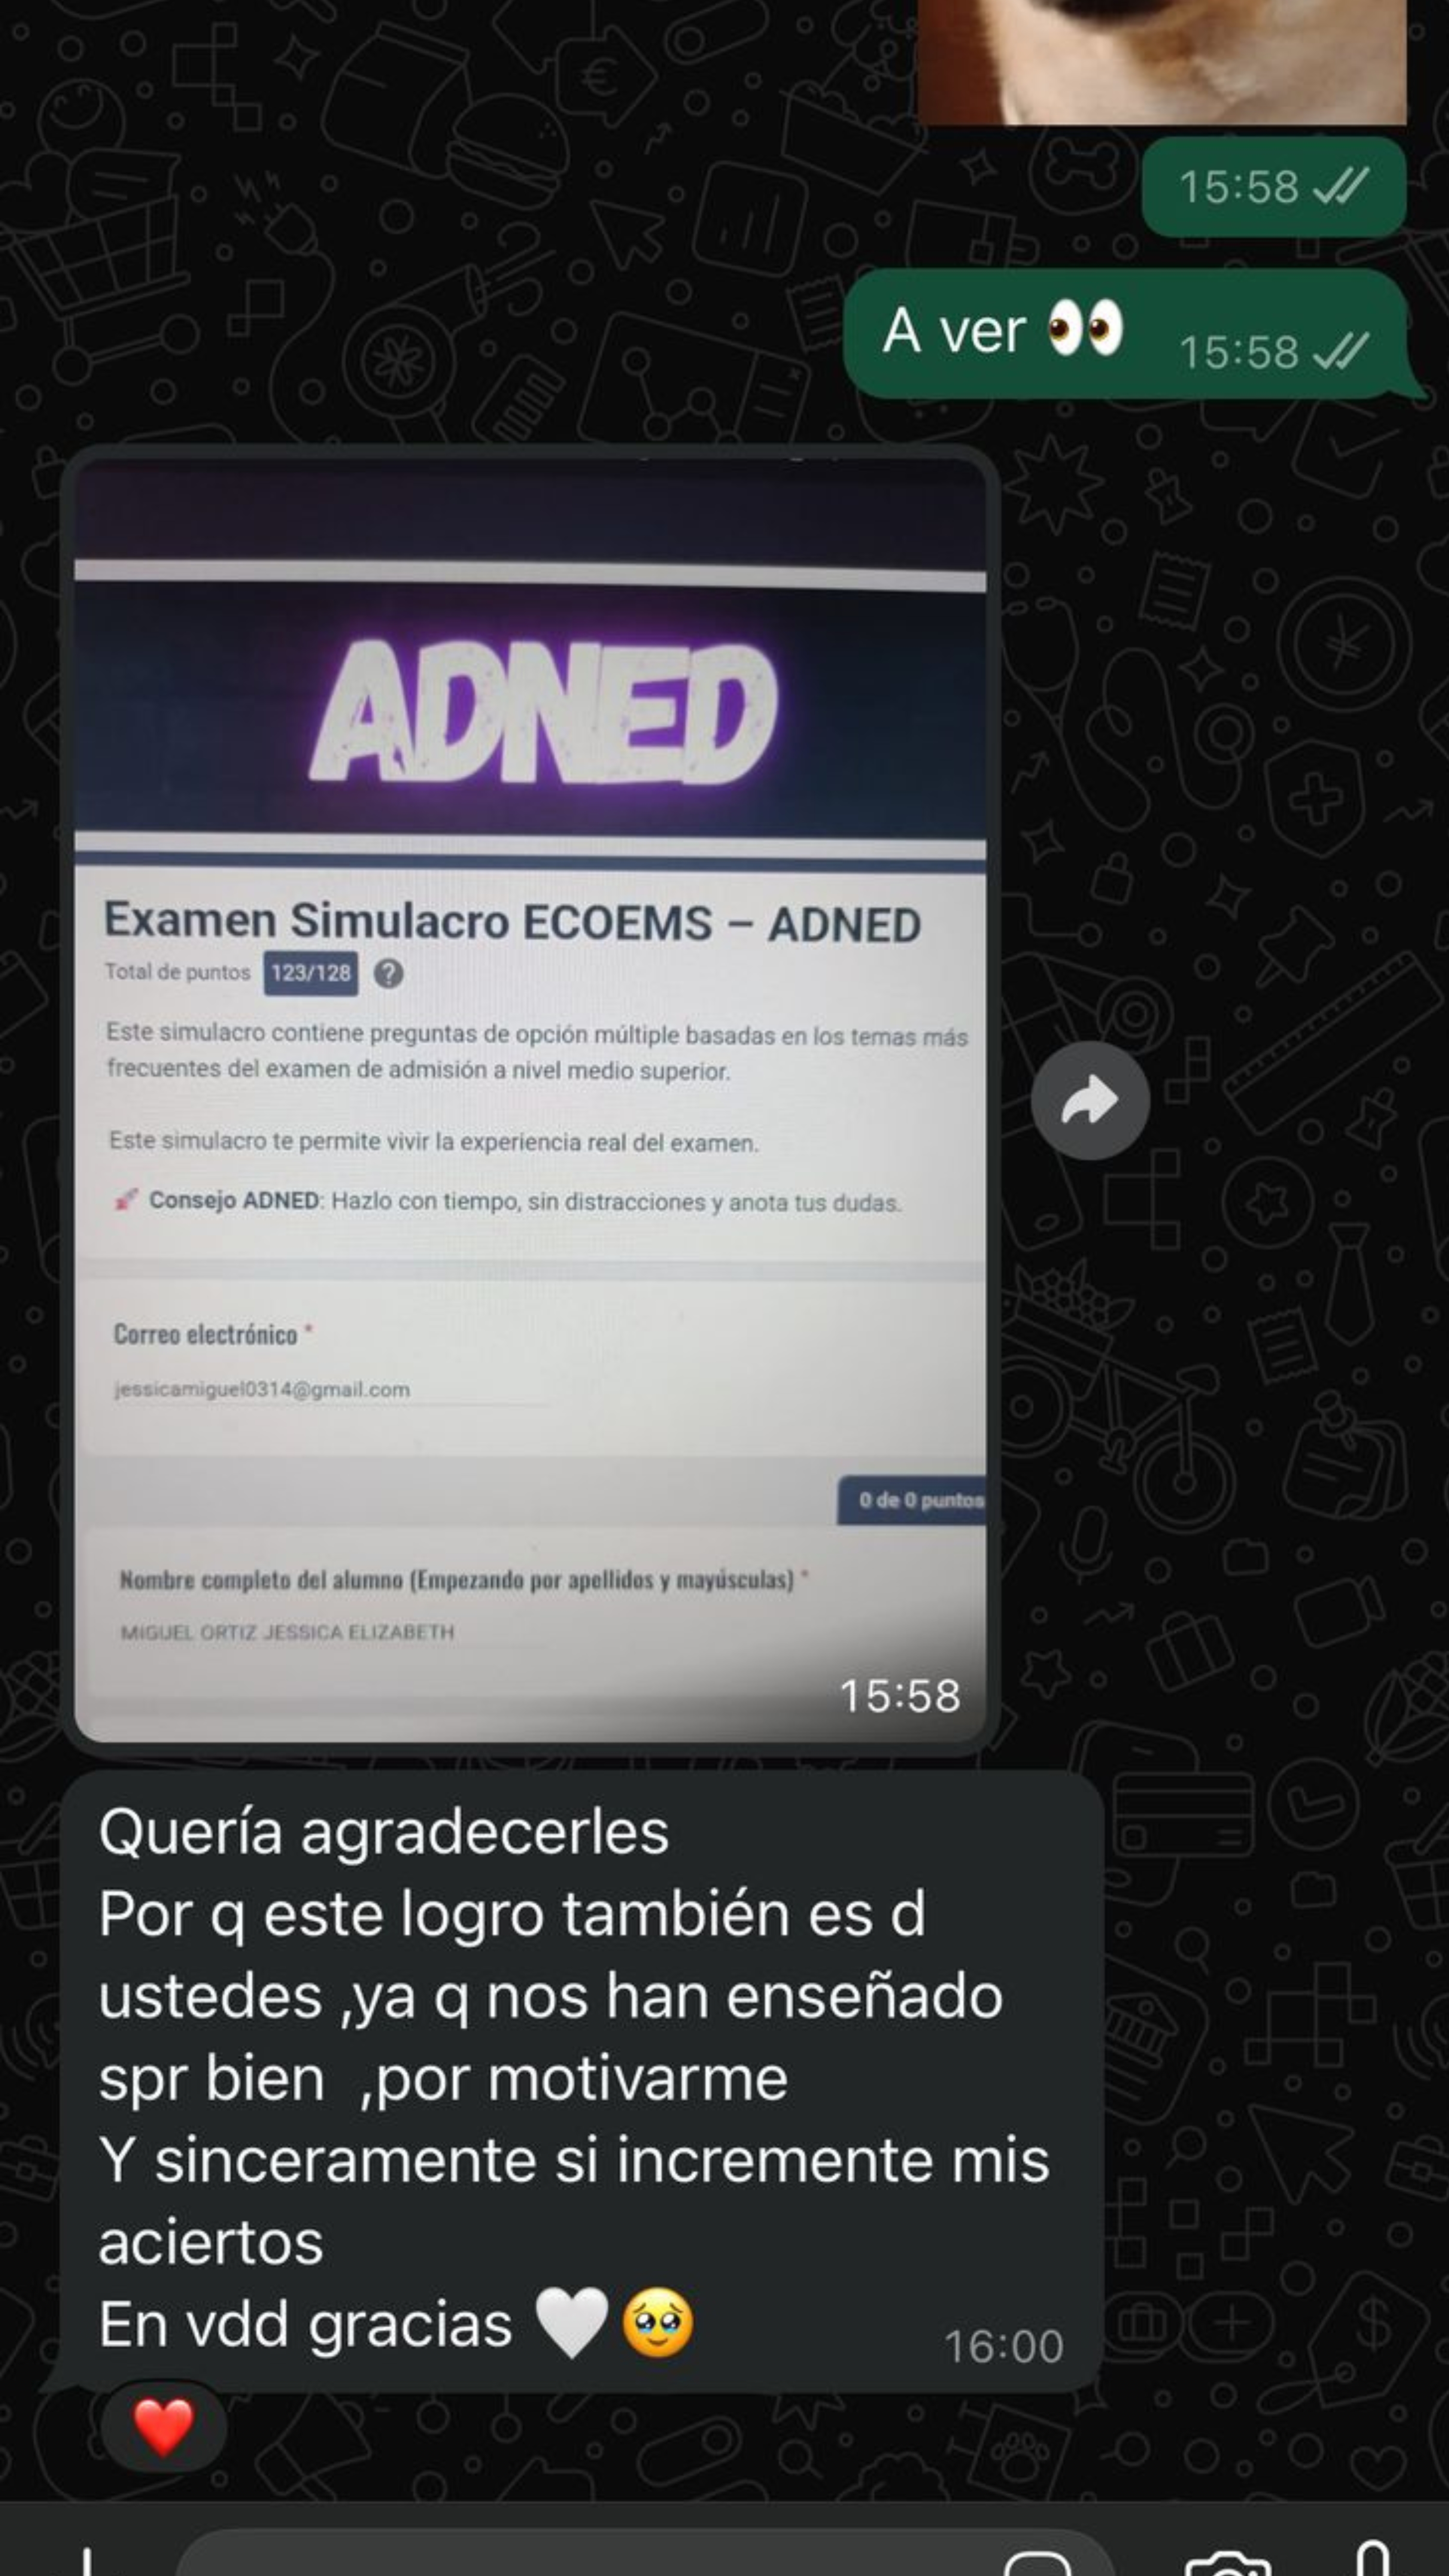 15:58
A ver 👀 15:58
ADNED
Examen Simulacro ECOEMS – ADNED
Total de puntos 123/128 ?
Este simulacro contiene preguntas de opción múltiple basadas en los temas más
frecuentes del examen de admisión a nivel medio superior.
Este simulacro te permite vivir la experiencia real del examen.
🚀 Consejo ADNED: Hazlo con tiempo, sin distracciones y anota tus dudas.
Correo electrónico *
jessicamiguel0314@gmail.com
0 de 0 puntos
Nombre completo del alumno (Empezando por apellidos y mayúsculas) *
MIGUEL ORTIZ JESSICA ELIZABETH
15:58
Quería agradecerles
Por q este logro también es d
ustedes ,ya q nos han enseñado
spr bien  ,por motivarme
Y sinceramente si incremente mis
aciertos
En vdd gracias 🤍🥹 16:00
❤️